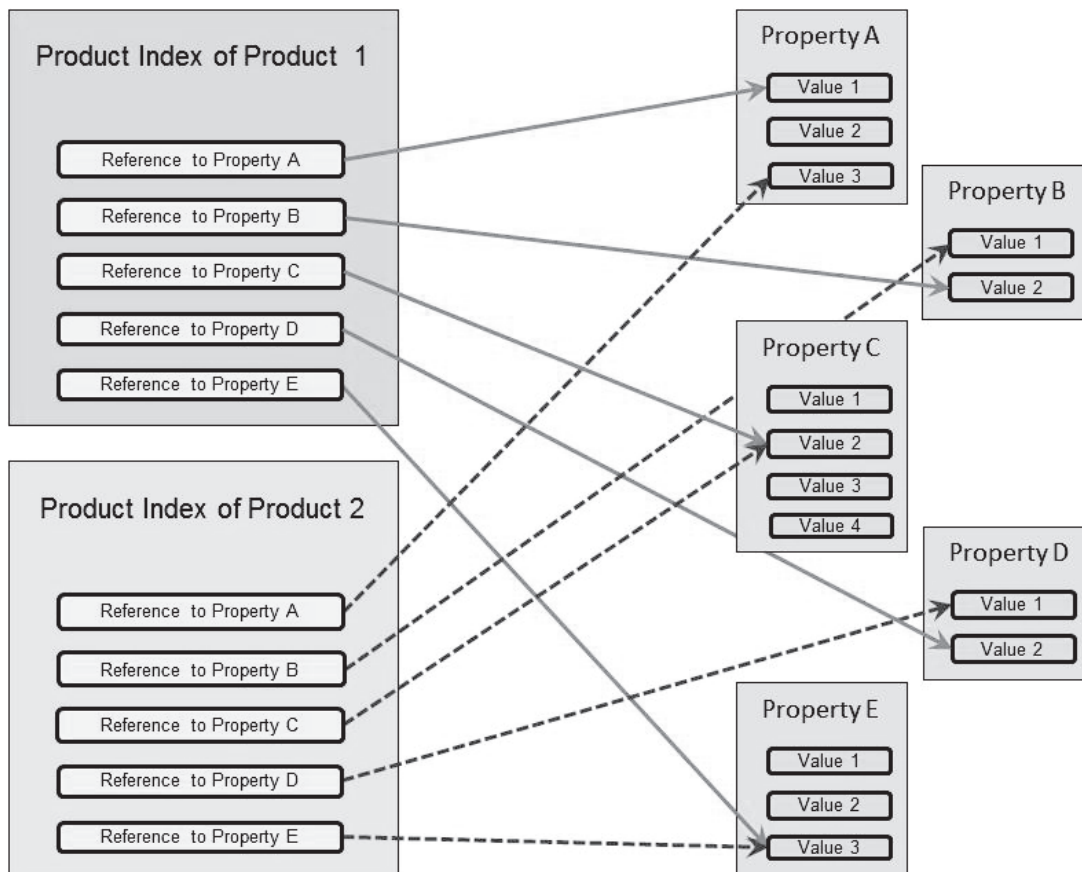 Product Index of Product 1
Reference to Property A
Reference to Property B
Reference to Property C
Reference to Property D
Reference to Property E
Product Index of Product 2
Reference to Property A
Reference to Property B
Reference to Property C
Reference to Property D
Reference to Property E
Property A
Value 1
Value 2
Value 3
Property B
Value 1
Value 2
Property C
Value 1
Value 2
Value 3
Value 4
Property D
Value 1
Value 2
Property E
Value 1
Value 2
Value 3